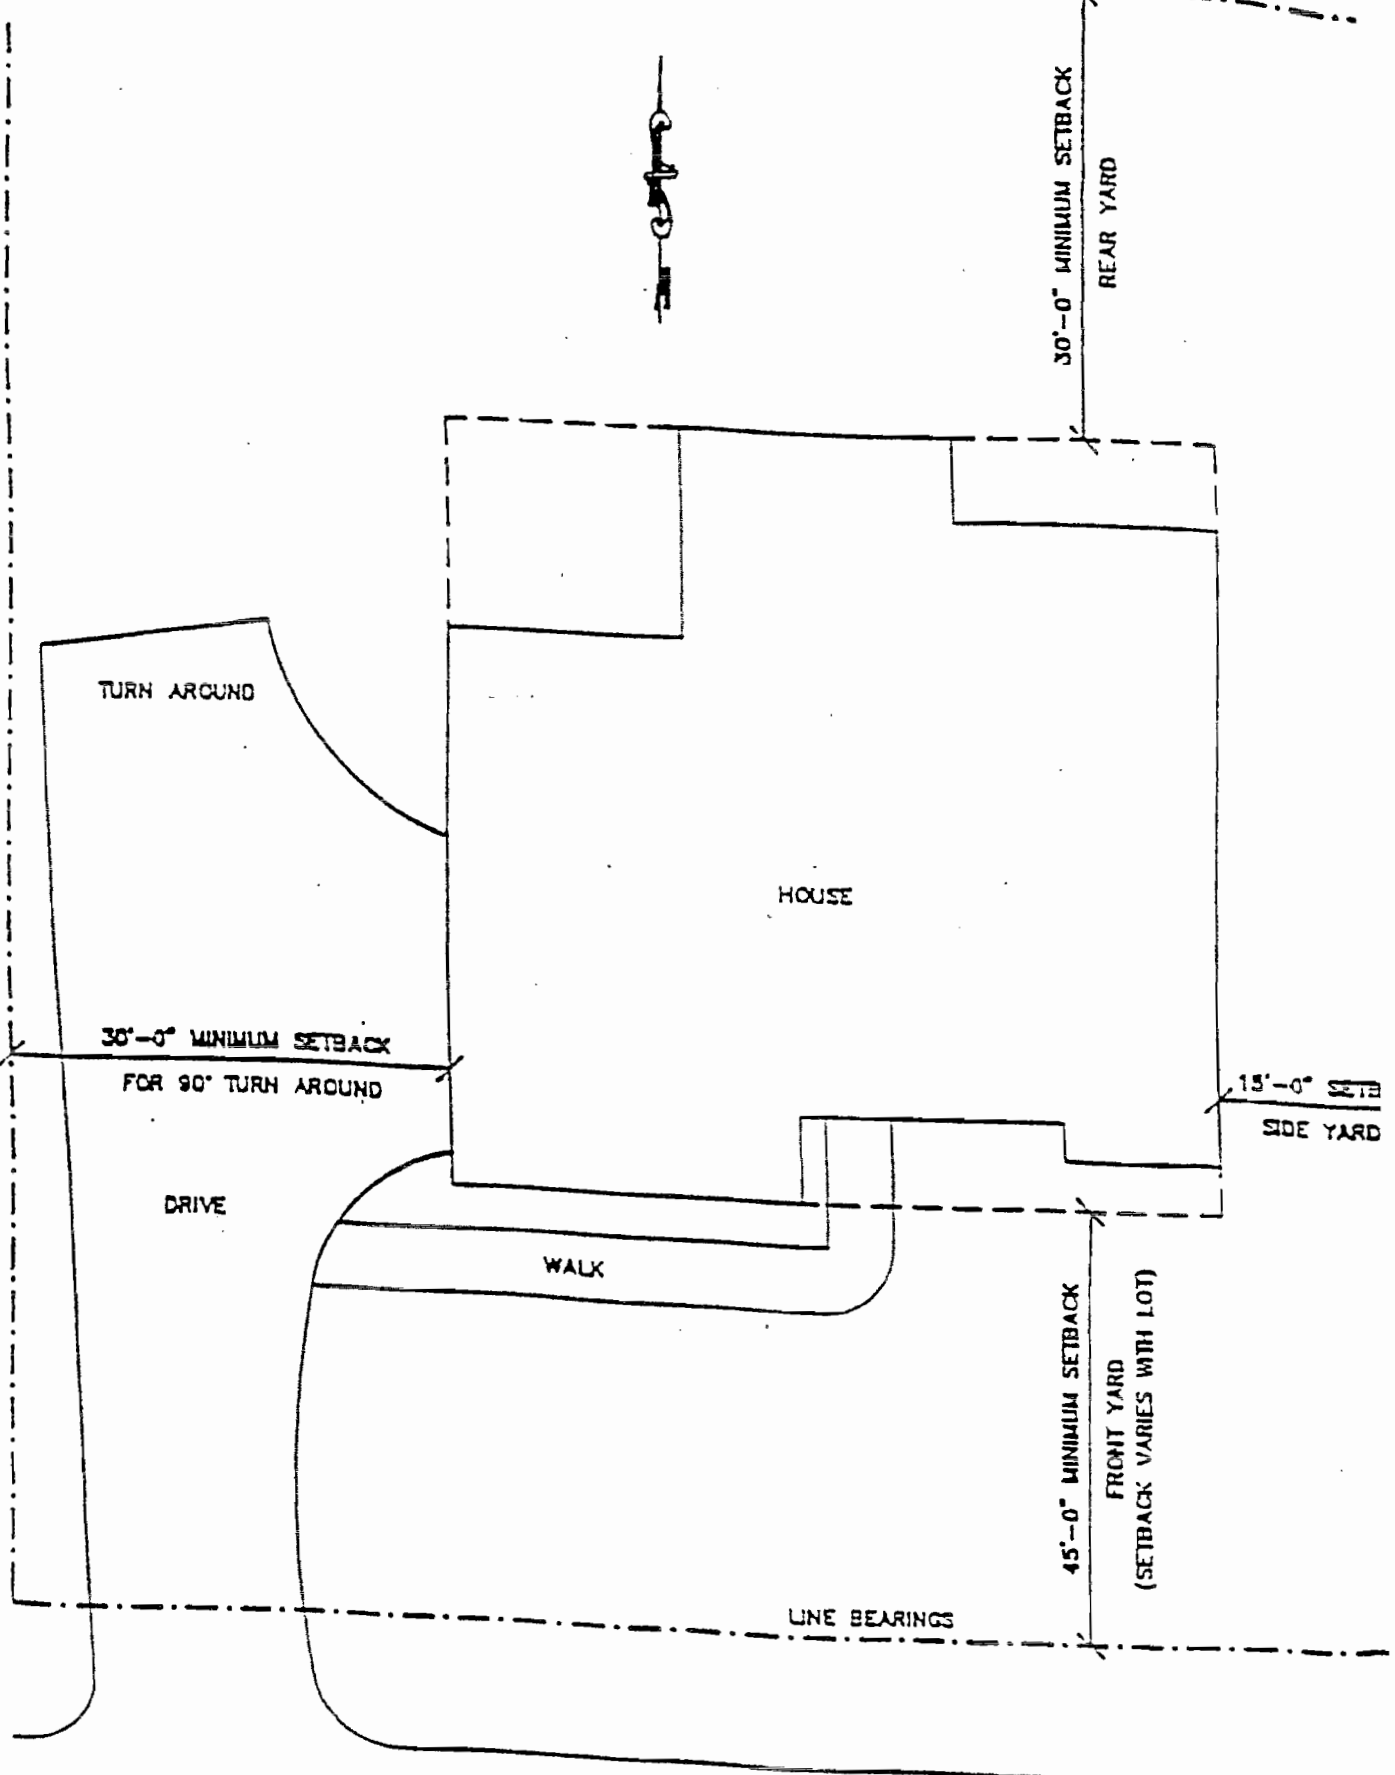 30'-0" MINIMUM SETBACK
REAR YARD
TURN AROUND
HOUSE
30'-0" MINIMUM SETBACK
FOR 90° TURN AROUND
15'-0" SETB
SIDE YARD
DRIVE
WALK
45'-0" MINIMUM SETBACK
FRONT YARD
(SETBACK VARIES WITH LOT)
LINE BEARINGS